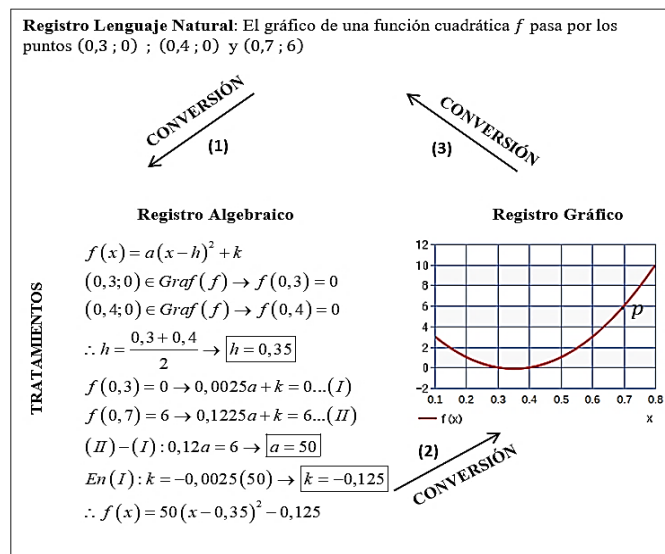 Registro Lenguaje Natural: El gráfico de una función cuadrática f pasa por los
puntos (0,3 ; 0) ; (0,4 ; 0) y (0,7 ; 6)
CONVERSIÓN
(1)
CONVERSIÓN
(3)
Registro Algebraico
Registro Gráfico
TRATAMIENTOS
f(x) = a(x−h)² + k
(0,3;0) ∈ Graf(f) → f(0,3) = 0
(0,4;0) ∈ Graf(f) → f(0,4) = 0
∴ h = (0,3+0,4)/2 → h = 0,35
f(0,3) = 0 → 0,0025a + k = 0...(I)
f(0,7) = 6 → 0,1225a + k = 6...(II)
(II)−(I): 0,12a = 6 → a = 50
En(I): k = −0,0025(50) → k = −0,125
∴ f(x) = 50(x−0,35)² − 0,125
12
10
8
6
4
2
0
−2
p
0.1 0.2 0.3 0.4 0.5 0.6 0.7 0.8
f(x) x
(2)
CONVERSIÓN